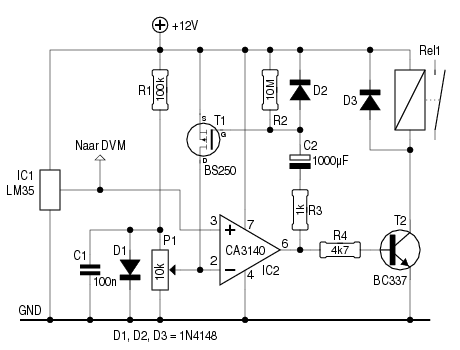 +12V
Rel1
R1
100k
10M
D2
D3
S
T1
G
R2
Naar DVM
D
BS250
C2
1000µF
IC1
LM35
R3
1k
T2
3
7
R4
P1
CA3140
6
4k7
C1
D1
2
IC2
100n
10k
4
BC337
GND
D1, D2, D3 = 1N4148